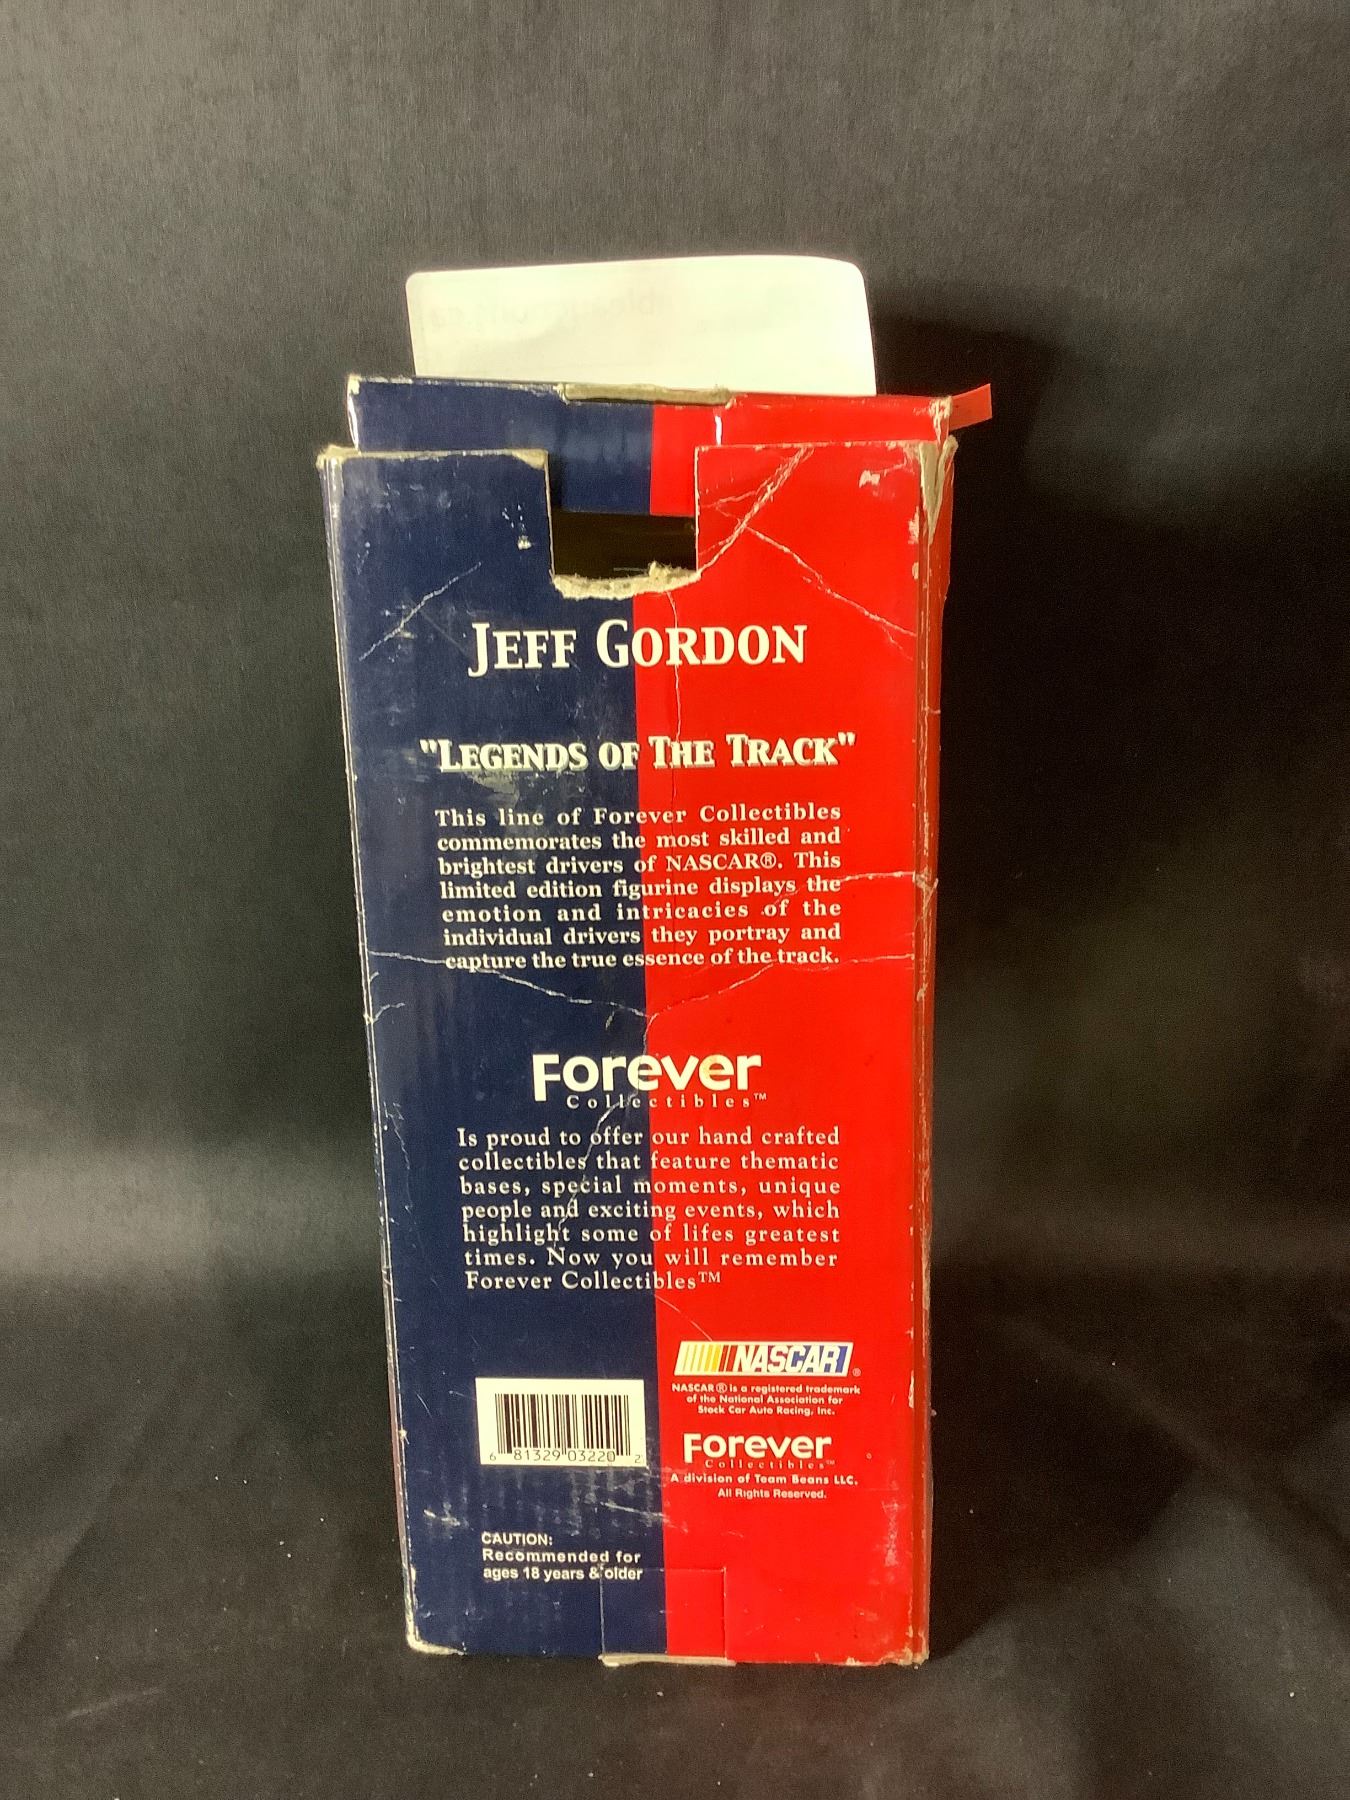 JEFF GORDON
"LEGENDS OF THE TRACK"
This line of Forever Collectibles
commemorates the most skilled and
brightest drivers of NASCAR®. This
limited edition figurine displays the
emotion and intricacies of the
individual drivers they portray and
capture the true essence of the track.
Forever
Collectibles™
Is proud to offer our hand crafted
collectibles that feature thematic
bases, special moments, unique
people and exciting events, which
highlight some of lifes greatest
times. Now you will remember
Forever Collectibles™
NASCAR®
NASCAR® is a registered trademark
of the National Association for
Stock Car Auto Racing, Inc.
6 81329 03220 2
Forever
Collectibles™
A division of Team Beans LLC.
All Rights Reserved.
CAUTION:
Recommended for
ages 18 years & older